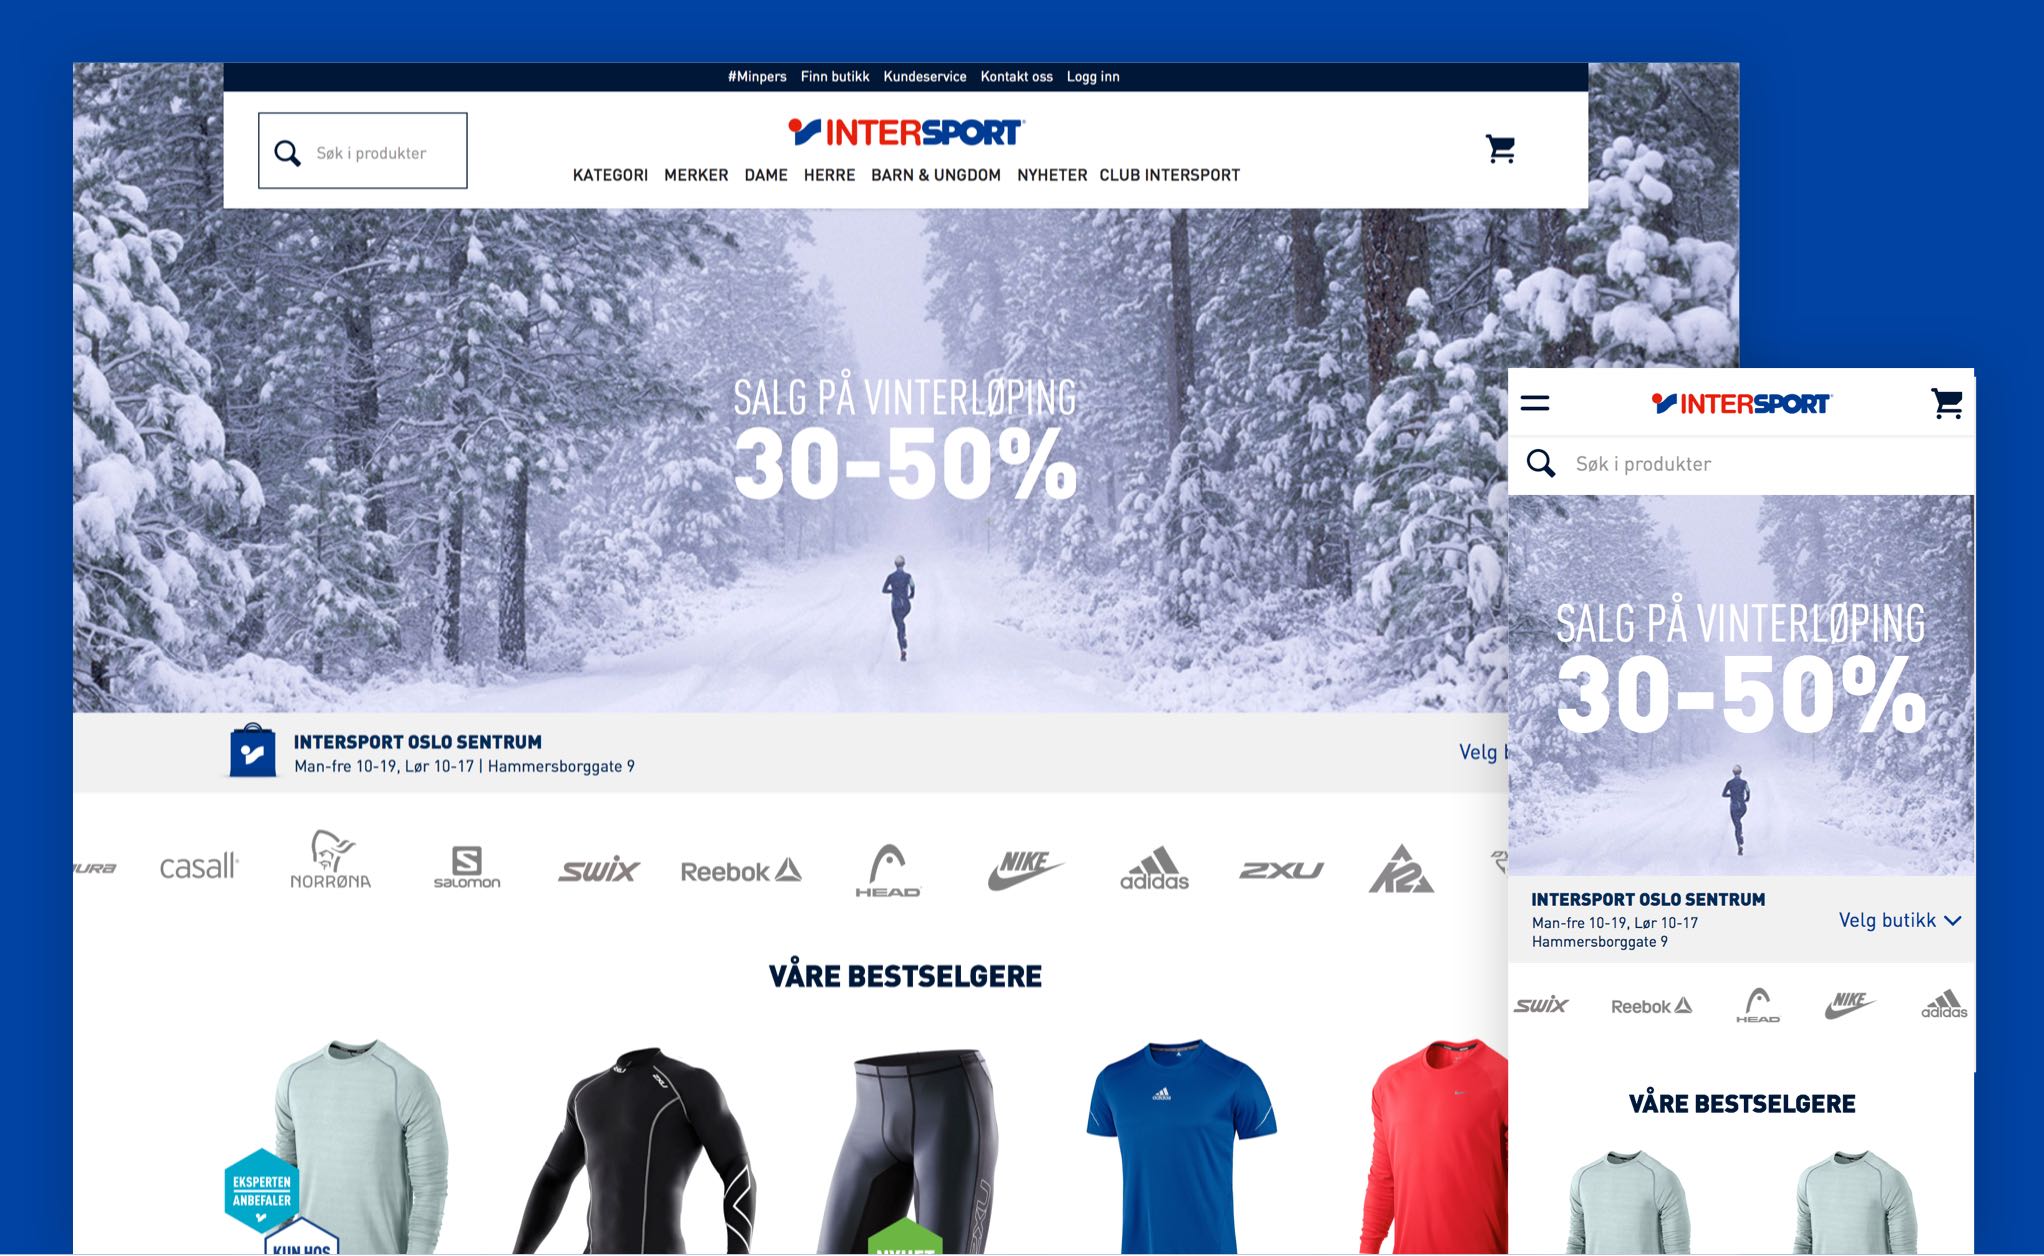 #Minpers Finn butikk Kundeservice Kontakt oss Logg inn
Søk i produkter
INTERSPORT
KATEGORI MERKER DAME HERRE BARN & UNGDOM NYHETER CLUB INTERSPORT
SALG PÅ VINTERLØPING
30-50%
INTERSPORT OSLO SENTRUM
Man-fre 10-19, Lør 10-17 | Hammersborggate 9
Velg
casall
NORRØNA
salomon
SWIX
Reebok
HEAD
NIKE
adidas
2XU
K2
VÅRE BESTSELGERE
2XU
adidas
2XU
EKSPERTEN
ANBEFALER
KUN HOS
NYHET
INTERSPORT
Søk i produkter
SALG PÅ VINTERLØPING
30-50%
INTERSPORT OSLO SENTRUM
Man-fre 10-19, Lør 10-17
Hammersborggate 9
Velg butikk
SWIX
Reebok
HEAD
NIKE
adidas
VÅRE BESTSELGERE